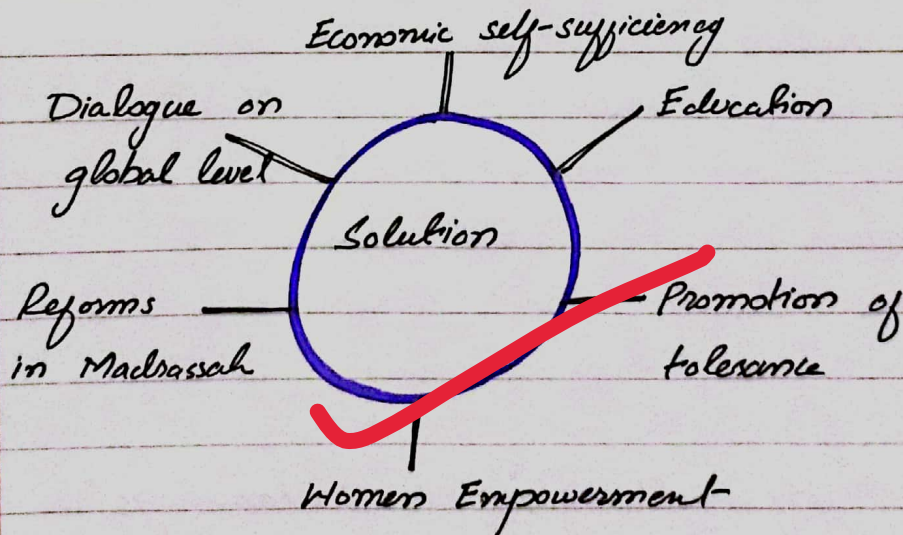 Economic self-sufficiency
Dialogue on
global level
Education
Solution
Reforms
in Madrassah
Promotion of
tolerance
Women Empowerment